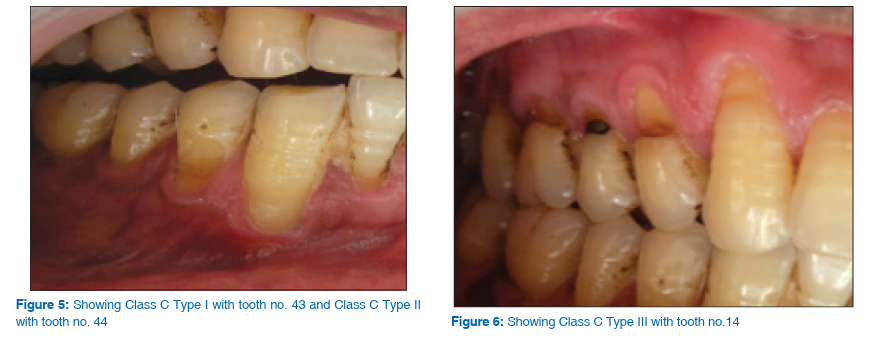 Figure 5: Showing Class C Type I with tooth no. 43 and Class C Type II
with tooth no. 44
Figure 6: Showing Class C Type III with tooth no.14